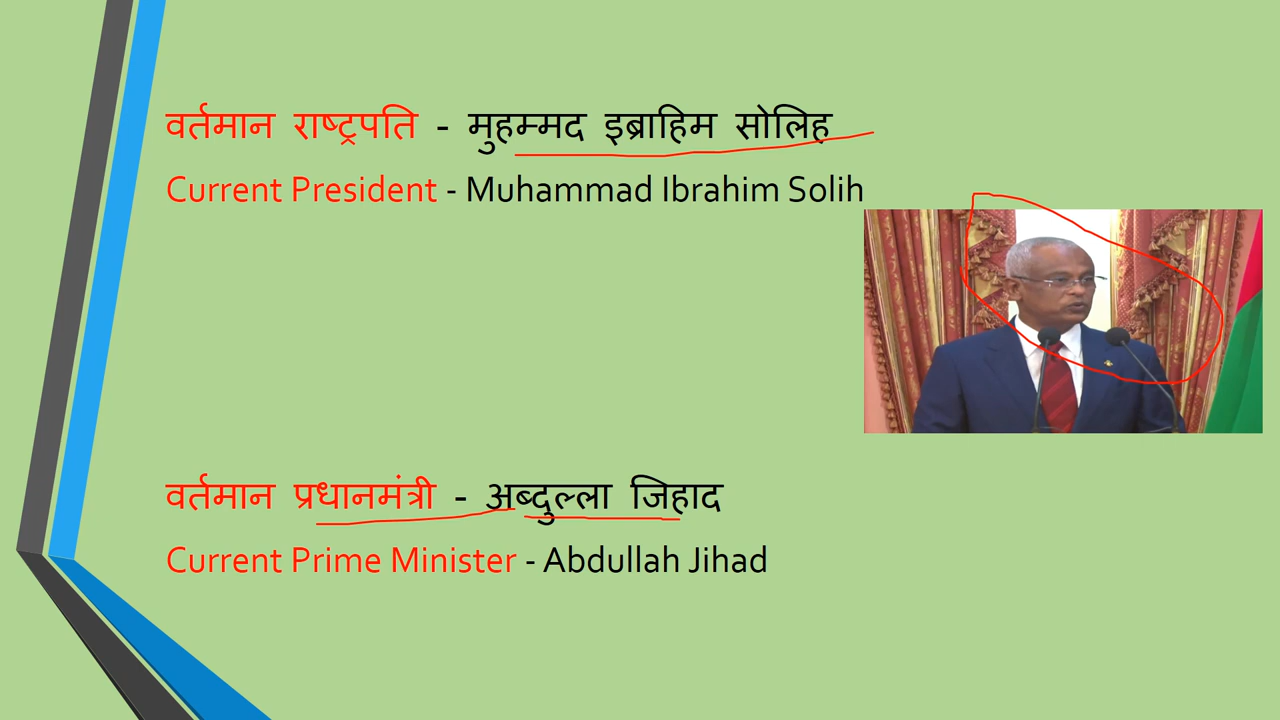 वर्तमान राष्ट्रपति - मुहम्मद इब्राहिम सोलिह
Current President - Muhammad Ibrahim Solih
वर्तमान प्रधानमंत्री - अब्दुल्ला जिहाद
Current Prime Minister - Abdullah Jihad